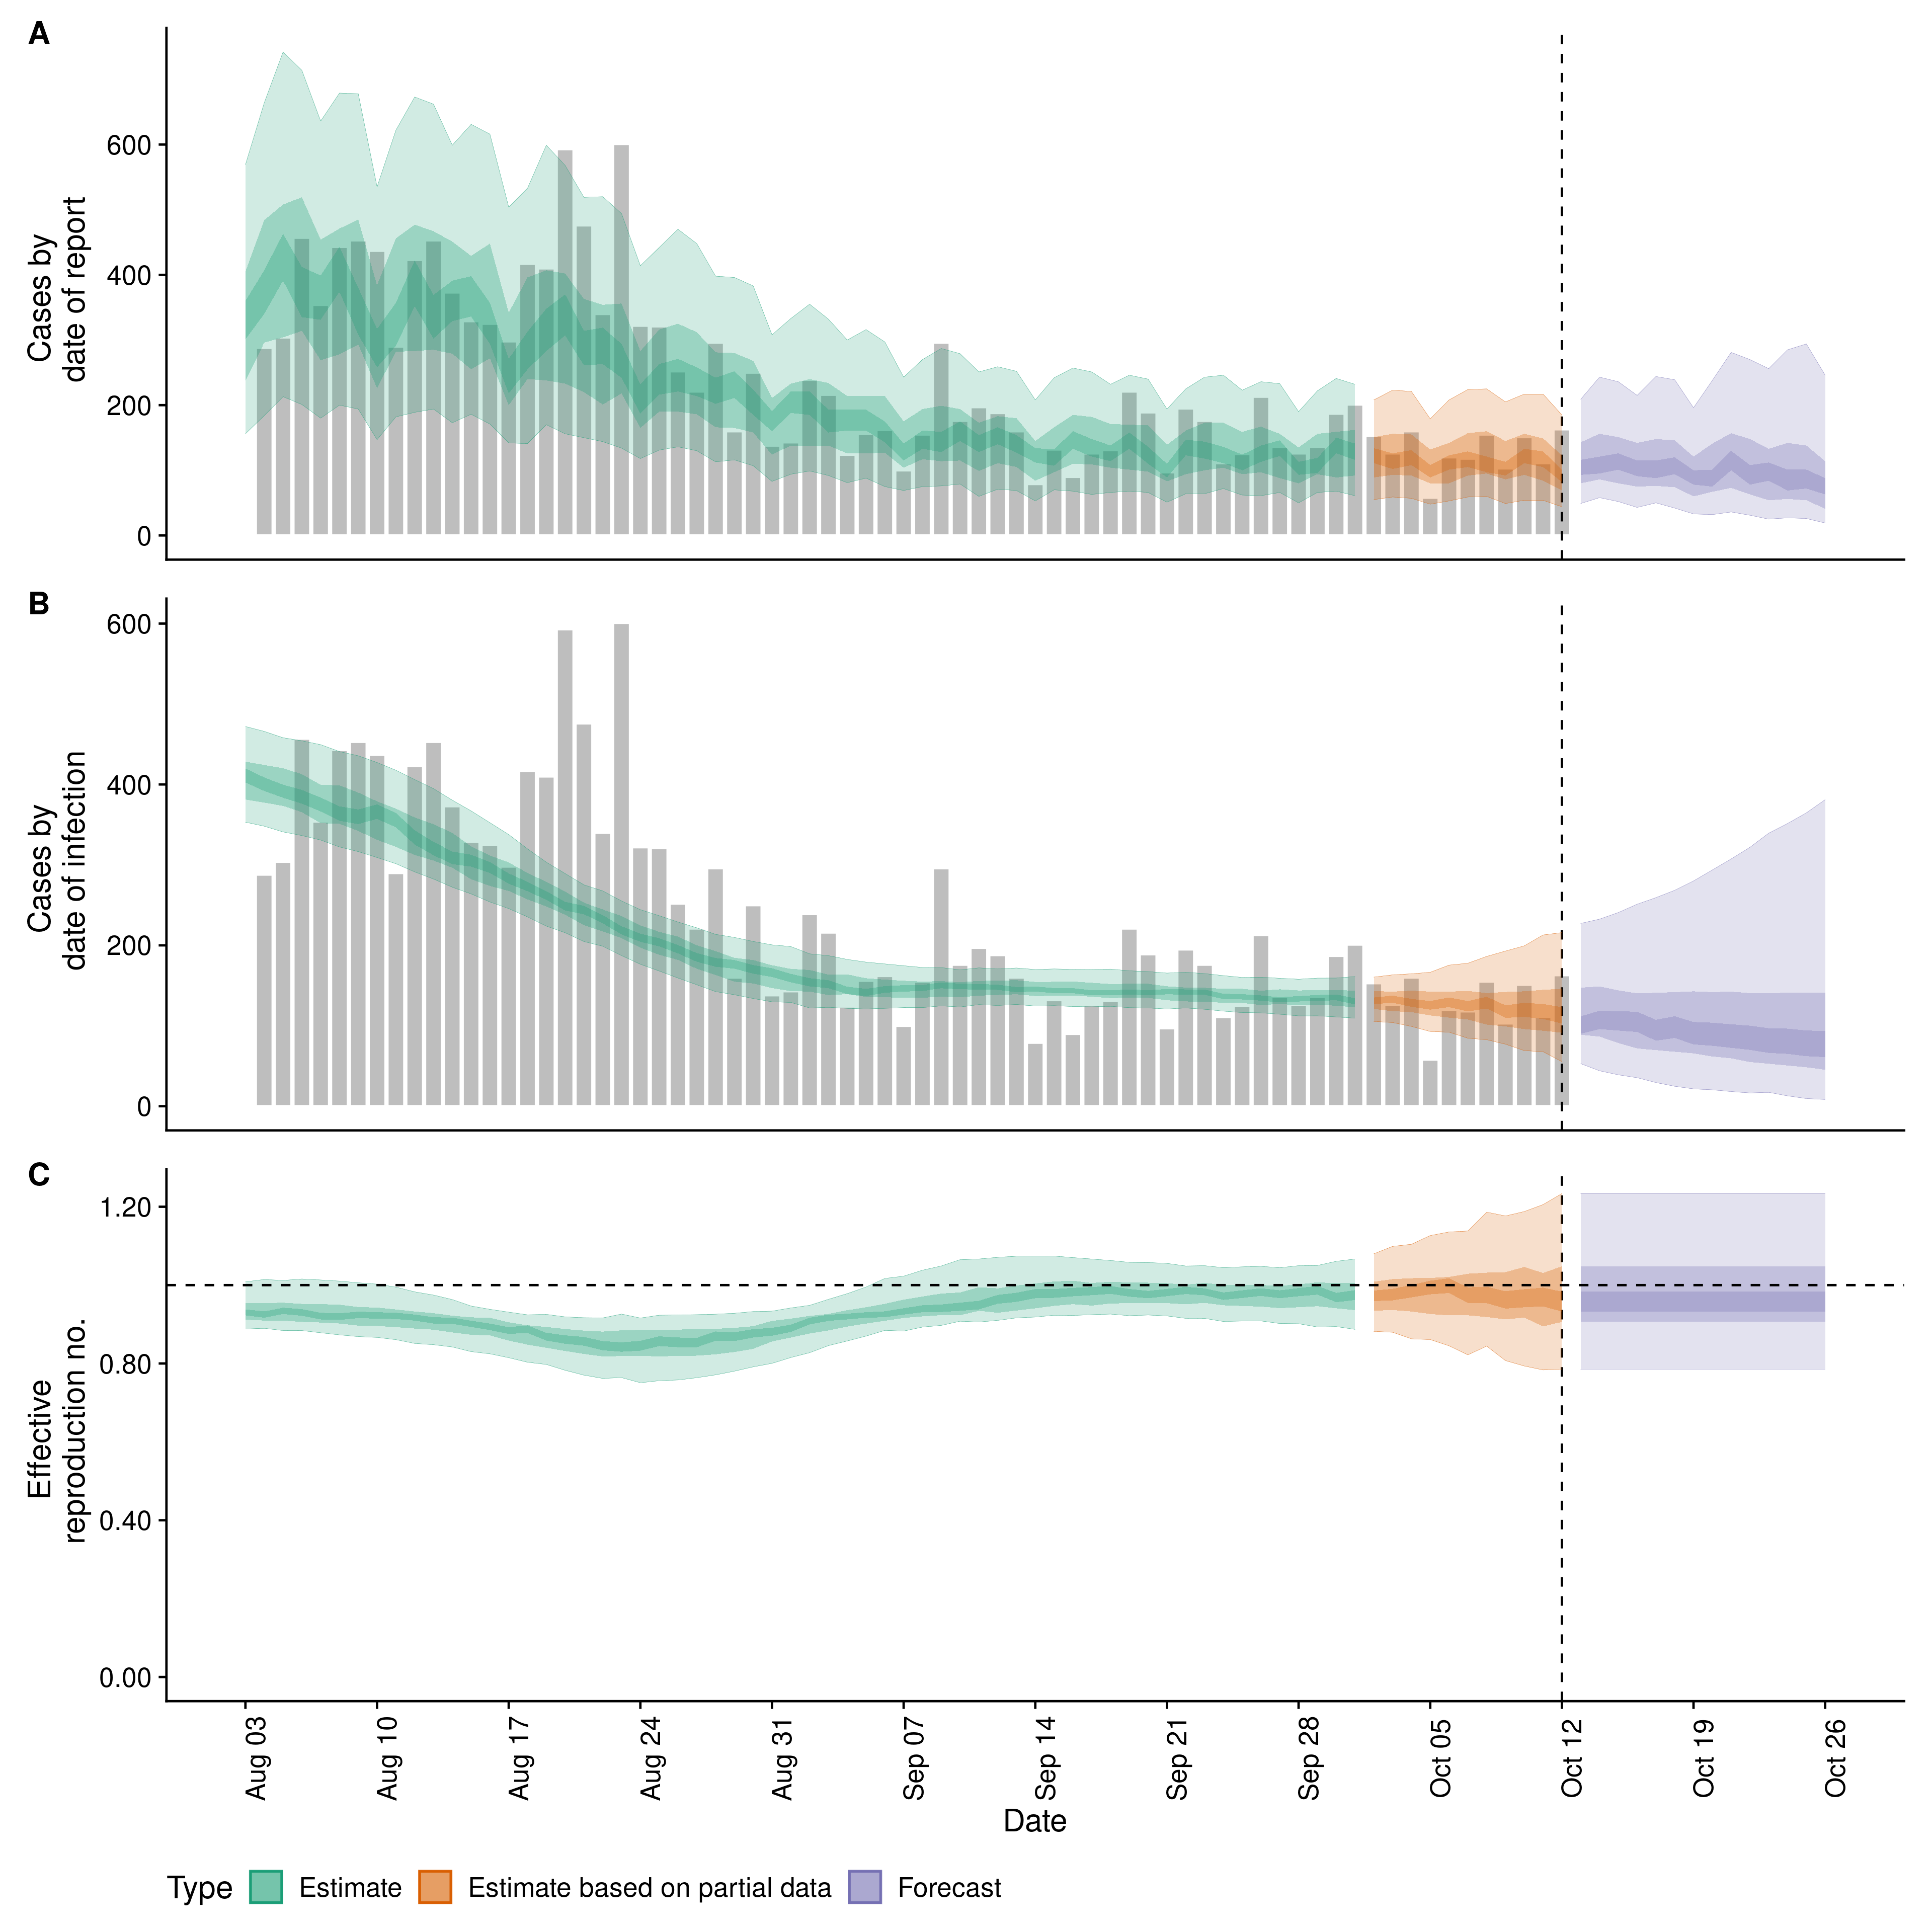 A
Cases by
date of report
600
400
200
0
B
Cases by
date of infection
600
400
200
0
C
Effective
reproduction no.
1.20
0.80
0.40
0.00
Aug 03
Aug 10
Aug 17
Aug 24
Aug 31
Sep 07
Sep 14
Sep 21
Sep 28
Oct 05
Oct 12
Oct 19
Oct 26
Date
Type Estimate Estimate based on partial data Forecast